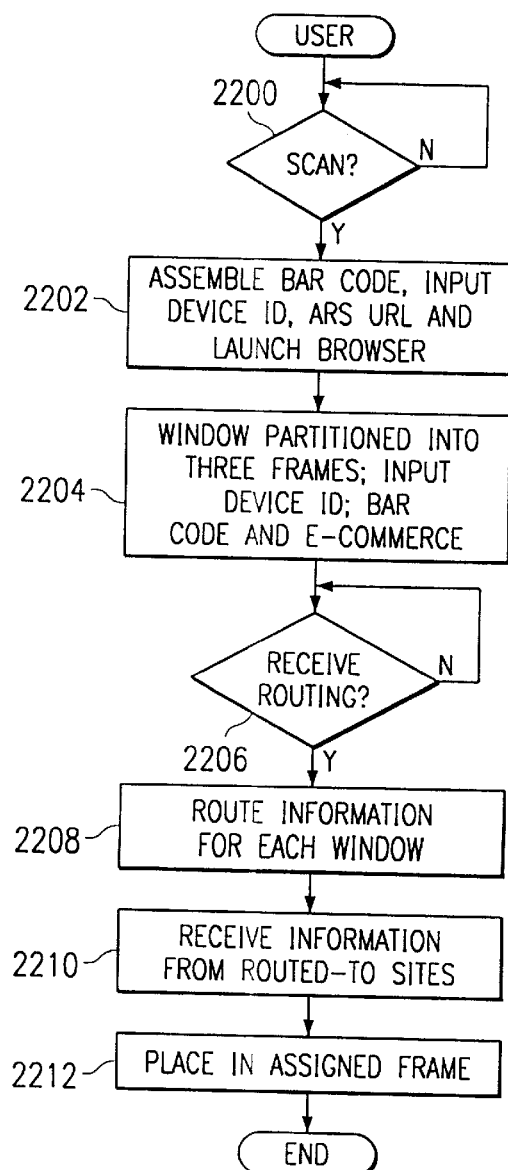 USER
2200
SCAN?
N
Y
2202
ASSEMBLE BAR CODE, INPUT
DEVICE ID, ARS URL AND
LAUNCH BROWSER
2204
WINDOW PARTITIONED INTO
THREE FRAMES; INPUT
DEVICE ID; BAR
CODE AND E-COMMERCE
RECEIVE
ROUTING?
N
2206
Y
2208
ROUTE INFORMATION
FOR EACH WINDOW
2210
RECEIVE INFORMATION
FROM ROUTED-TO SITES
2212
PLACE IN ASSIGNED FRAME
END